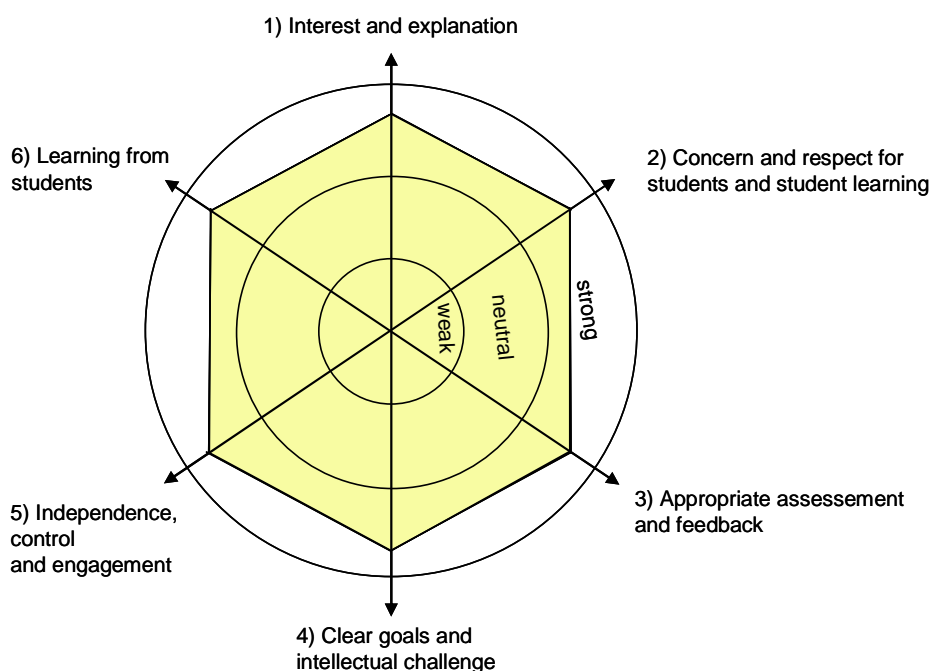 1) Interest and explanation
6) Learning from
students
2) Concern and respect for
students and student learning
weak
neutral
strong
5) Independence,
control
and engagement
3) Appropriate assessement
and feedback
4) Clear goals and
intellectual challenge